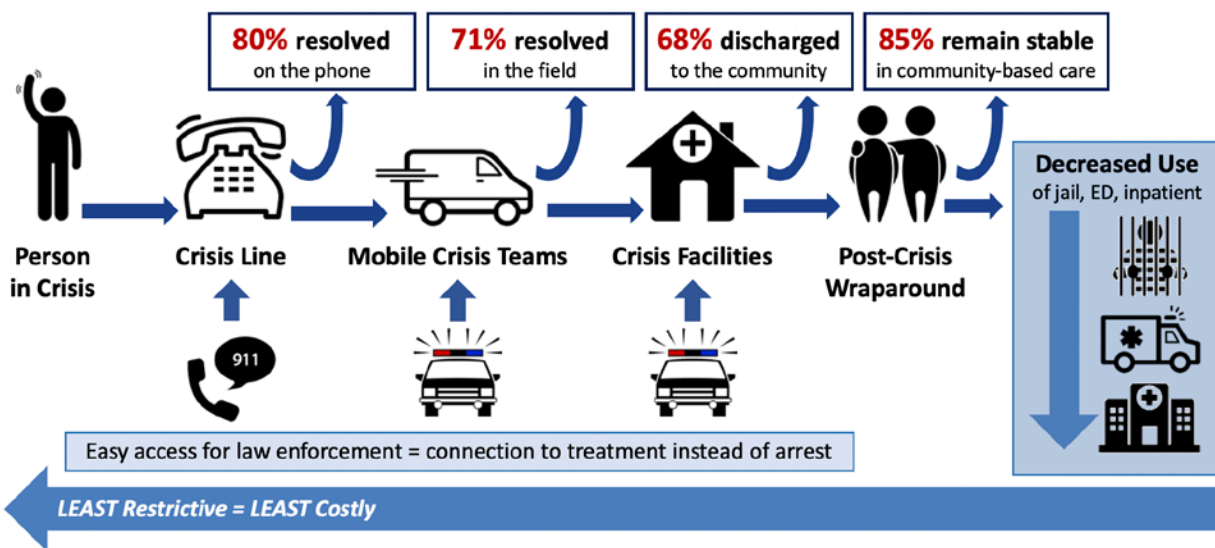 80% resolved
on the phone
71% resolved
in the field
68% discharged
to the community
85% remain stable
in community-based care
Decreased Use
of jail, ED, inpatient
Person
in Crisis
Crisis Line
Mobile Crisis Teams
Crisis Facilities
Post-Crisis
Wraparound
911
Easy access for law enforcement = connection to treatment instead of arrest
LEAST Restrictive = LEAST Costly